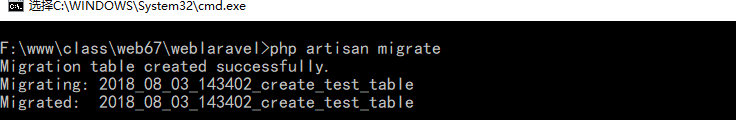 选择C:\WINDOWS\System32\cmd.exe
F:\www\class\web67\weblaravel>php artisan migrate
Migration table created successfully.
Migrating: 2018_08_03_143402_create_test_table
Migrated:  2018_08_03_143402_create_test_table